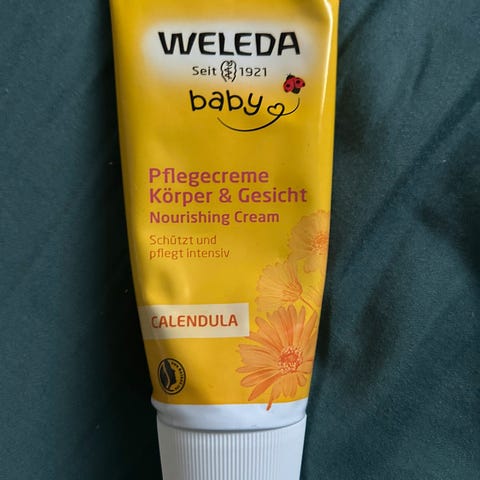 WELEDA
Seit 1921
baby
Pflegecreme
Körper & Gesicht
Nourishing Cream
Schützt und
pflegt intensiv
CALENDULA